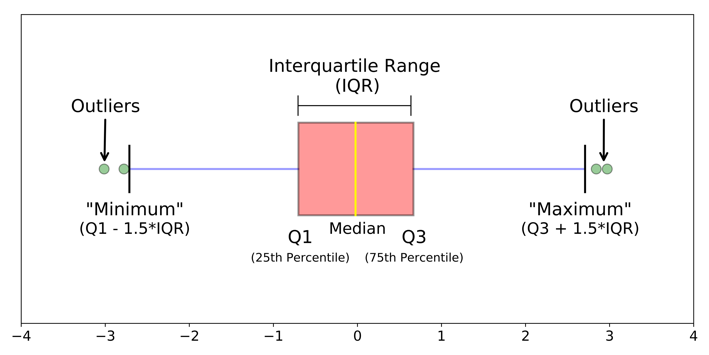 Interquartile Range
(IQR)
Outliers
Outliers
"Minimum"
(Q1 - 1.5*IQR)
"Maximum"
(Q3 + 1.5*IQR)
Median
Q1
Q3
(25th Percentile)
(75th Percentile)
−4
−3
−2
−1
0
1
2
3
4